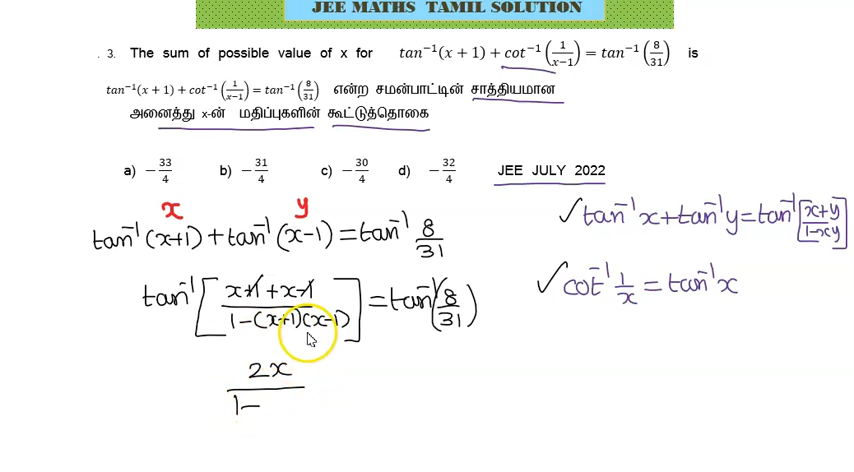 JEE MATHS TAMIL SOLUTION
3. The sum of possible value of x for tan⁻¹(x + 1) + cot⁻¹(1/(x−1)) = tan⁻¹(8/31) is
tan⁻¹(x + 1) + cot⁻¹(1/(x−1)) = tan⁻¹(8/31) என்ற சமன்பாட்டின் சாத்தியமான
அனைத்து x-ன் மதிப்புகளின் கூட்டுத்தொகை
a) −33/4 b) −31/4 c) −30/4 d) −32/4 JEE JULY 2022
x y
tan⁻¹(x+1) + tan⁻¹(x−1) = tan⁻¹ 8/31
✓tan⁻¹x + tan⁻¹y = tan⁻¹[(x+y)/(1−xy)]
tan⁻¹[(x+1+x−1)/(1−(x+1)(x−1))] = tan⁻¹(8/31)
✓cot⁻¹ 1/x = tan⁻¹x
2x
1−